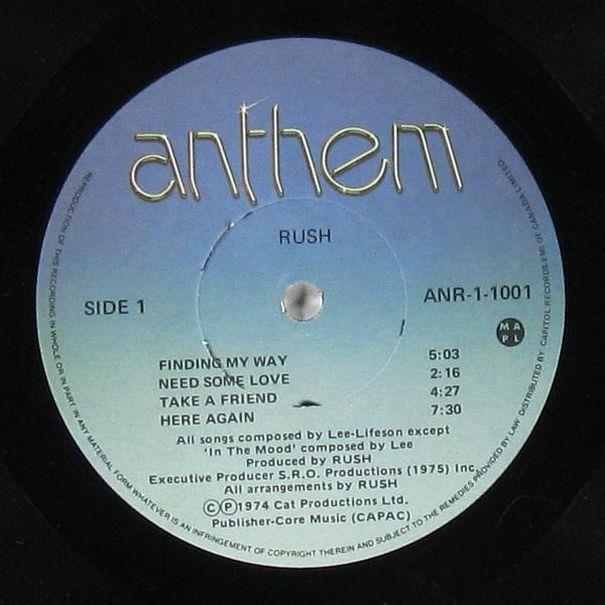 anthem
RUSH
SIDE 1
ANR-1-1001
MA
PL
FINDING MY WAY 5:03
NEED SOME LOVE 2:16
TAKE A FRIEND 4:27
HERE AGAIN 7:30
All songs composed by Lee-Lifeson except
'In The Mood' composed by Lee
Produced by RUSH
Executive Producer S.R.O. Productions (1975) Inc.
All arrangements by RUSH
©℗1974 Cat Productions Ltd.
Publisher-Core Music (CAPAC)
REPRODUCTION OF THIS RECORDING IN WHOLE OR IN PART IN ANY MATERIAL FORM WHATEVER IS AN INFRINGEMENT OF COPYRIGHT THEREIN AND SUBJECT TO THE REMEDIES PROVIDED BY LAW DISTRIBUTED BY CAPITOL RECORDS-EMI OF CANADA LIMITED.